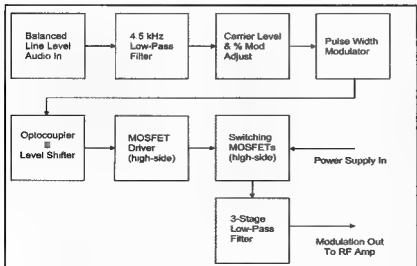 Balanced
Line Level
Audio In
4.5 kHz
Low-Pass
Filter
Carrier Level
& % Mod
Adjust
Pulse Width
Modulator
Optocoupler
Level Shifter
MOSFET
Driver
(high-side)
Switching
MOSFETs
(high-side)
Power Supply In
3-Stage
Low-Pass
Filter
Modulation Out
To RF Amp